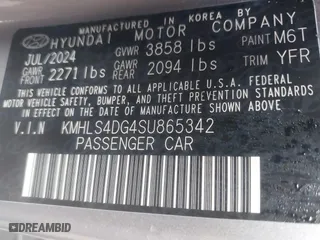 MANUFACTURED IN KOREA BY
HYUNDAI MOTOR COMPANY
JUL/2024 GVWR 3858 lbs PAINT M6T
GAWR FRONT 2271 lbs GAWR REAR 2094 lbs TRIM YFR
THIS VEHICLE CONFORMS TO ALL APPLICABLE U.S.A. FEDERAL
MOTOR VEHICLE SAFETY, BUMPER, AND THEFT PREVENTION STANDARDS
IN EFFECT ON THE DATE OF MANUFACTURE SHOWN ABOVE.
V.I.N KMHLS4DG4SU865342
PASSENGER CAR
DREAMBID